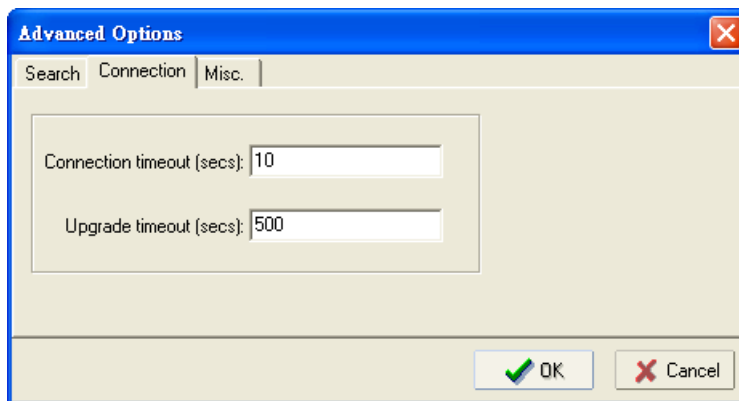 Advanced Options
Search Connection Misc.
Connection timeout (secs): 10
Upgrade timeout (secs): 500
OK Cancel